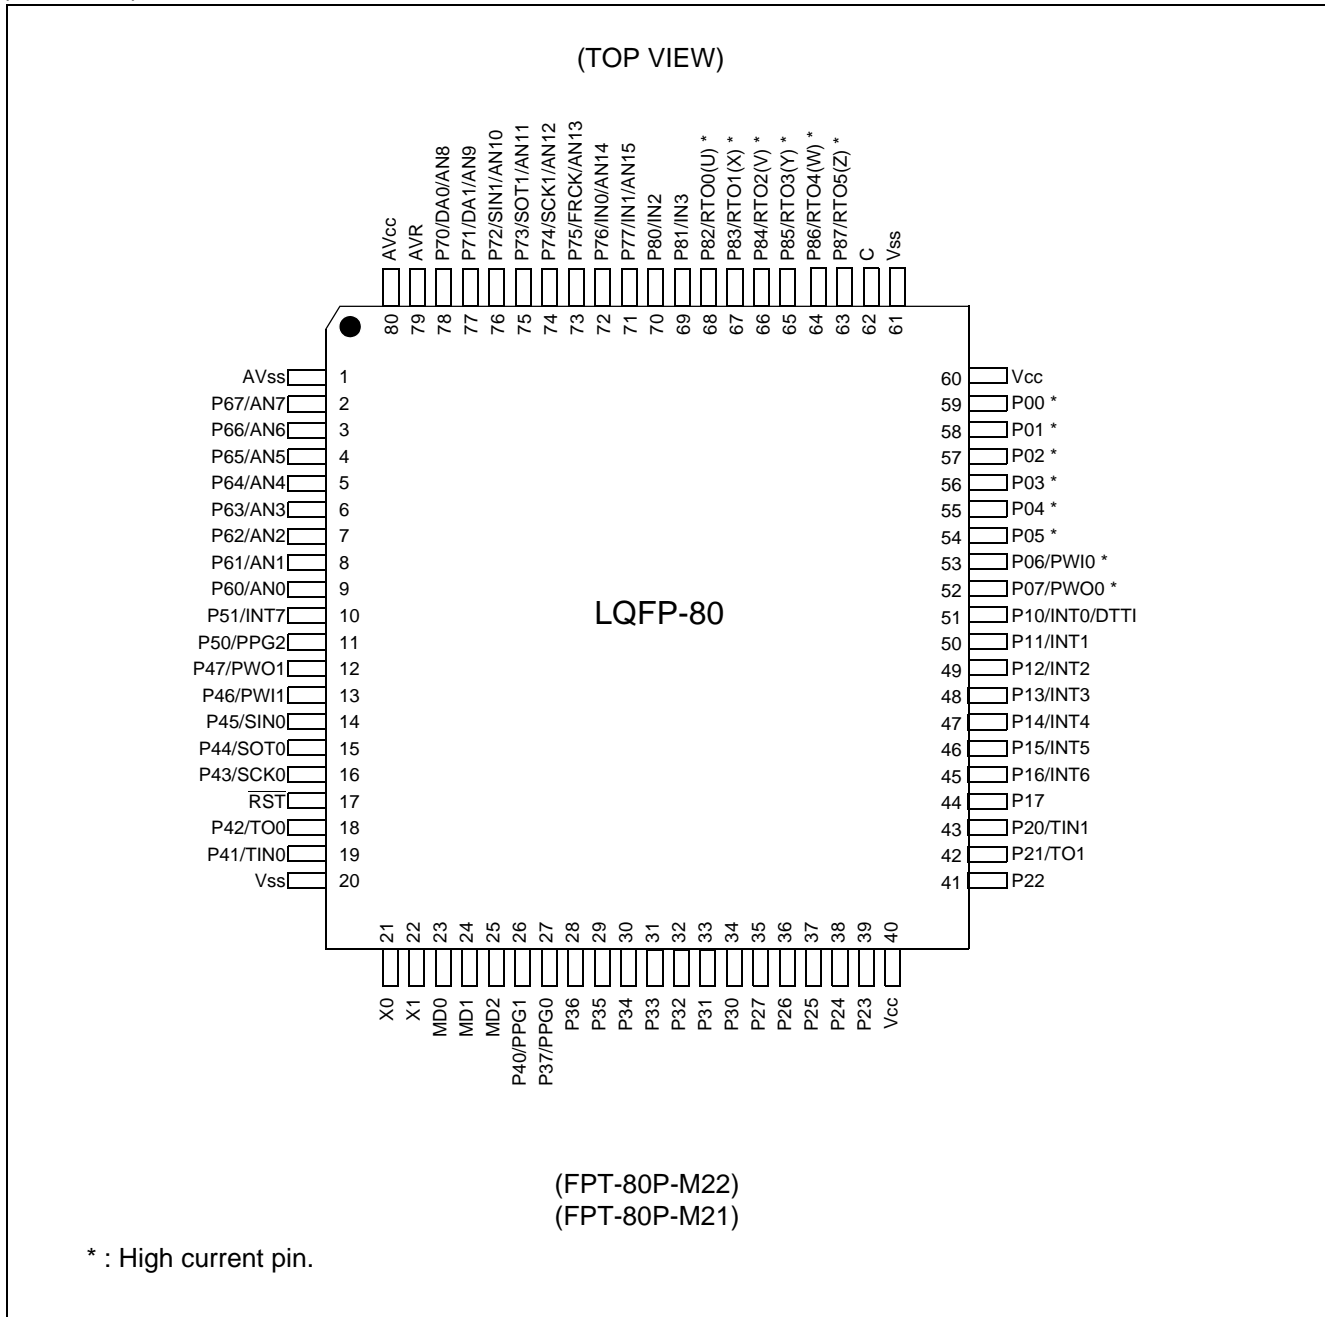 (TOP VIEW)
AVcc
AVR
P70/DA0/AN8
P71/DA1/AN9
P72/SIN1/AN10
P73/SOT1/AN11
P74/SCK1/AN12
P75/FRCK/AN13
P76/IN0/AN14
P77/IN1/AN15
P80/IN2
P81/IN3
P82/RTO0(U) *
P83/RTO1(X) *
P84/RTO2(V) *
P85/RTO3(Y) *
P86/RTO4(W) *
P87/RTO5(Z) *
C
Vss
80
79
78
77
76
75
74
73
72
71
70
69
68
67
66
65
64
63
62
61
AVss 1
P67/AN7 2
P66/AN6 3
P65/AN5 4
P64/AN4 5
P63/AN3 6
P62/AN2 7
P61/AN1 8
P60/AN0 9
P51/INT7 10
P50/PPG2 11
P47/PWO1 12
P46/PWI1 13
P45/SIN0 14
P44/SOT0 15
P43/SCK0 16
RST 17
P42/TO0 18
P41/TIN0 19
Vss 20
LQFP-80
60 Vcc
59 P00 *
58 P01 *
57 P02 *
56 P03 *
55 P04 *
54 P05 *
53 P06/PWI0 *
52 P07/PWO0 *
51 P10/INT0/DTTI
50 P11/INT1
49 P12/INT2
48 P13/INT3
47 P14/INT4
46 P15/INT5
45 P16/INT6
44 P17
43 P20/TIN1
42 P21/TO1
41 P22
21
22
23
24
25
26
27
28
29
30
31
32
33
34
35
36
37
38
39
40
X0
X1
MD0
MD1
MD2
P40/PPG1
P37/PPG0
P36
P35
P34
P33
P32
P31
P30
P27
P26
P25
P24
P23
Vcc
(FPT-80P-M22)
(FPT-80P-M21)
* : High current pin.